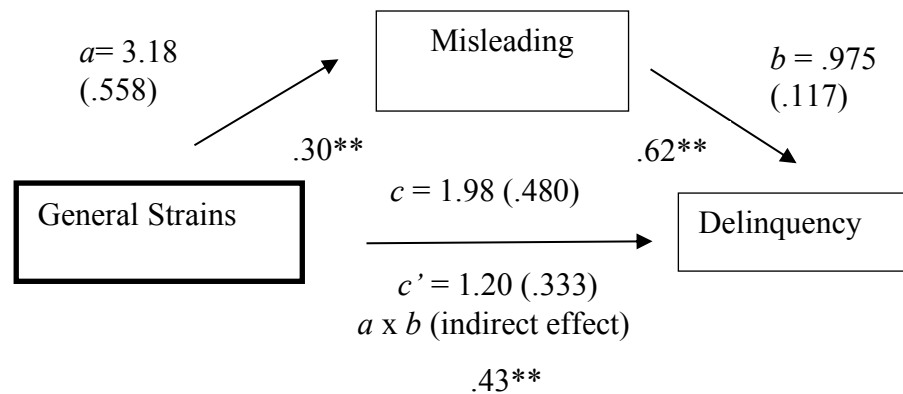 Misleading
a= 3.18
(.558)
b = .975
(.117)
.30**
.62**
General Strains
c = 1.98 (.480)
Delinquency
c’ = 1.20 (.333)
a x b (indirect effect)
.43**